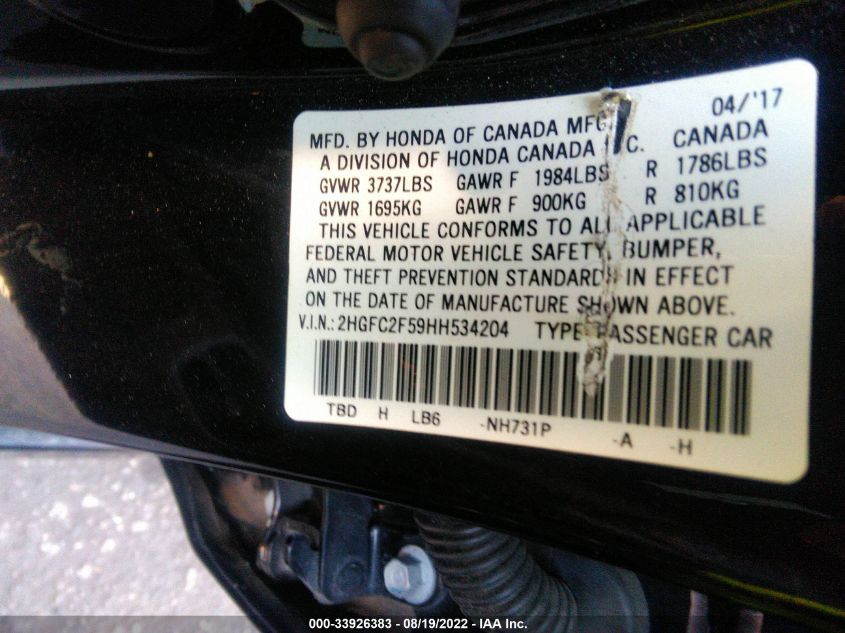 04/'17
MFD. BY HONDA OF CANADA MFG. CANADA
A DIVISION OF HONDA CANADA C.
GVWR 3737LBS GAWR F 1984LBS R 1786LBS
GVWR 1695KG GAWR F 900KG R 810KG
THIS VEHICLE CONFORMS TO ALL APPLICABLE
FEDERAL MOTOR VEHICLE SAFETY, BUMPER,
AND THEFT PREVENTION STANDARDS IN EFFECT
ON THE DATE OF MANUFACTURE SHOWN ABOVE.
V.I.N.: 2HGFC2F59HH534204 TYPE: PASSENGER CAR
TBD H LB6 -NH731P -A -H
000-33926383 - 08/19/2022 - IAA Inc.